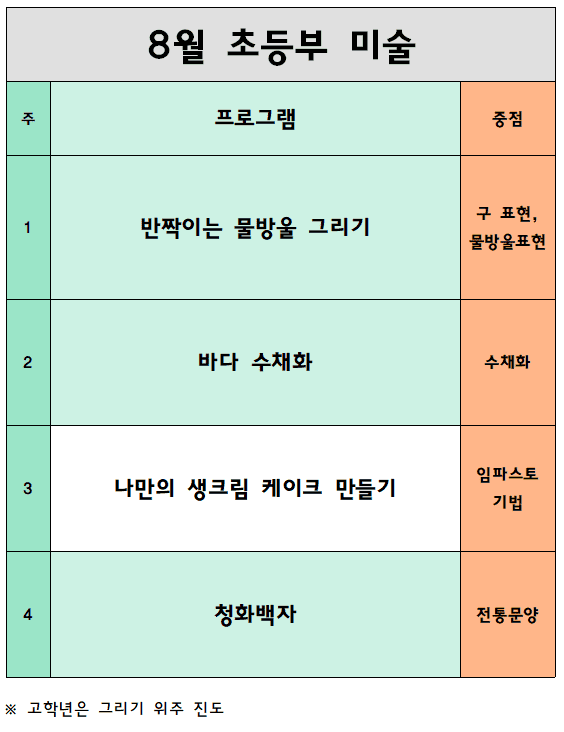 8월 초등부 미술
주 프로그램 중점
1 반짝이는 물방울 그리기 구 표현,
물방울표현
2 바다 수채화 수채화
3 나만의 생크림 케이크 만들기 임파스토
기법
4 청화백자 전통문양
※ 고학년은 그리기 위주 진도